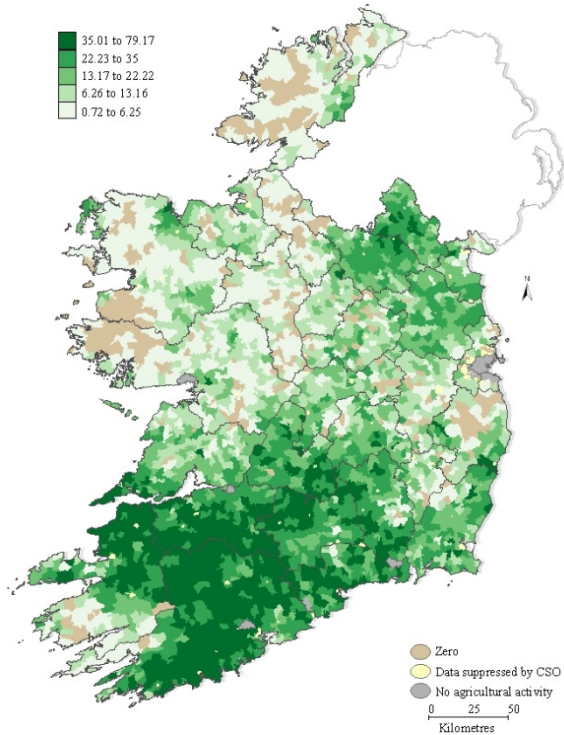 35.01 to 79.17
22.23 to 35
13.17 to 22.22
6.26 to 13.16
0.72 to 6.25
N
Zero
Data suppressed by CSO
No agricultural activity
0 25 50
Kilometres